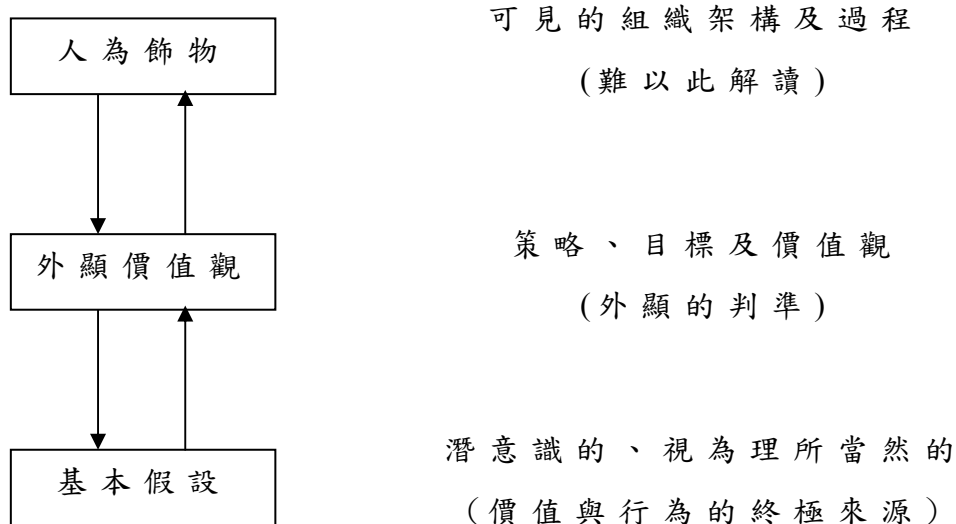 可見的組織架構及過程
人為飾物
(難以此解讀)
策略、目標及價值觀
外顯價值觀
(外顯的判準)
潛意識的、視為理所當然的
基本假設
(價值與行為的終極來源)